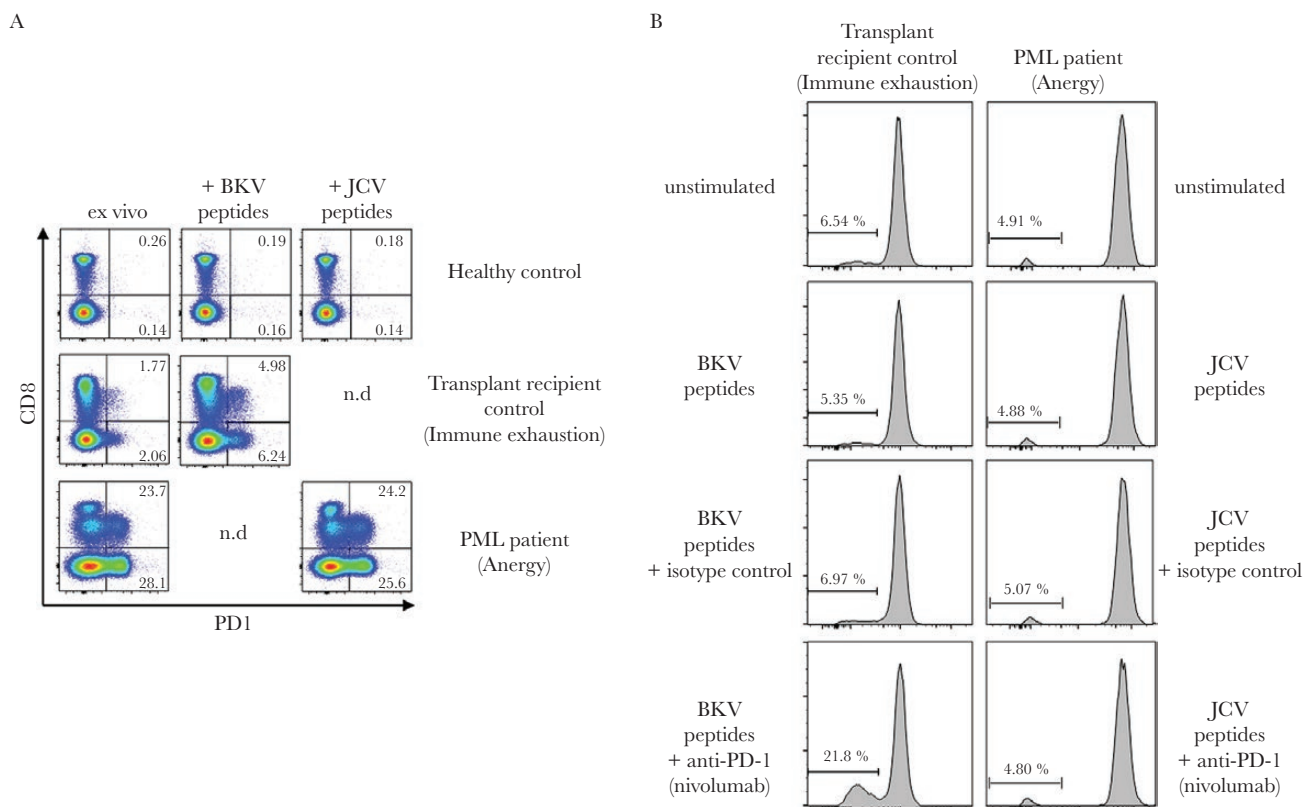 A
+ BKV
peptides
+ JCV
peptides
ex vivo
0.26
0.19
0.18
Healthy control
0.14
0.16
0.14
CD8
1.77
4.98
n.d
Transplant recipient
control
(Immune exhaustion)
2.06
6.24
23.7
n.d
24.2
PML patient
(Anergy)
28.1
25.6
PD1
B
Transplant
recipient control
(Immune exhaustion)
PML patient
(Anergy)
unstimulated
6.54 %
4.91 %
unstimulated
BKV
peptides
5.35 %
4.88 %
JCV
peptides
BKV
peptides
+ isotype control
6.97 %
5.07 %
JCV
peptides
+ isotype control
BKV
peptides
+ anti-PD-1
(nivolumab)
21.8 %
4.80 %
JCV
peptides
+ anti-PD-1
(nivolumab)